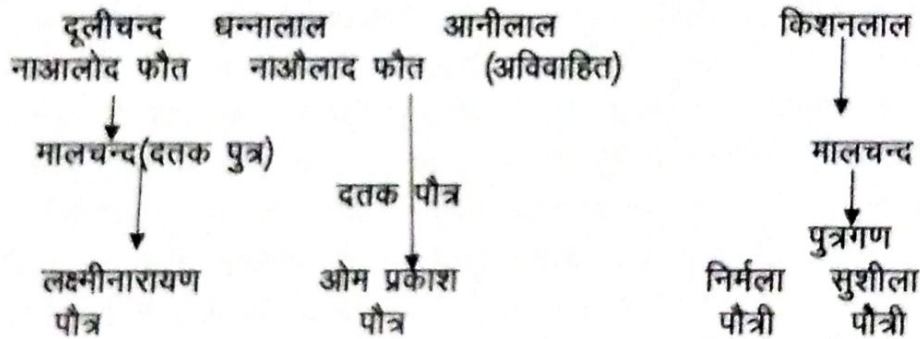 दूलीचन्द धन्नालाल आनीलाल किशनलाल
नाआलोद फौत नाऔलाद फौत (अविवाहित)
मालचन्द(दतक पुत्र) मालचन्द
दतक पौत्र
पुत्रगण
लक्ष्मीनारायण ओम प्रकाश निर्मला सुशीला
पौत्र पौत्र पौत्री पौत्री